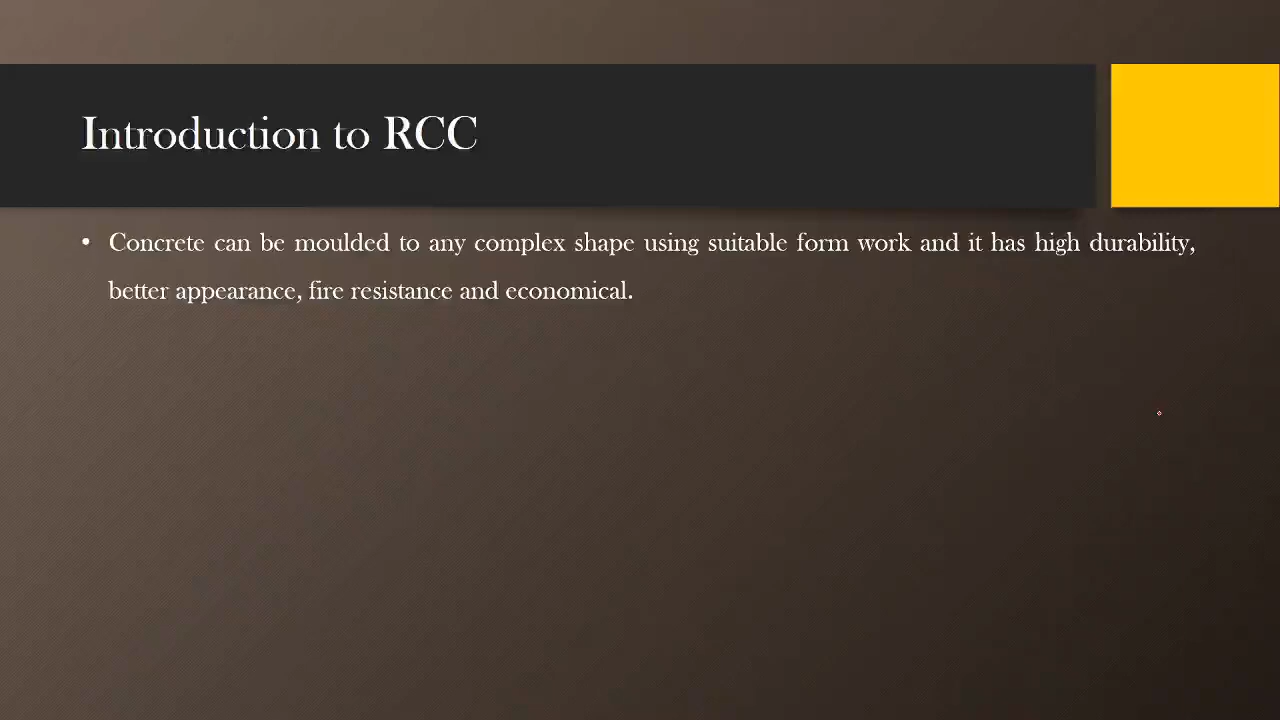 Introduction to RCC
• Concrete can be moulded to any complex shape using suitable form work and it has high durability,
better appearance, fire resistance and economical.